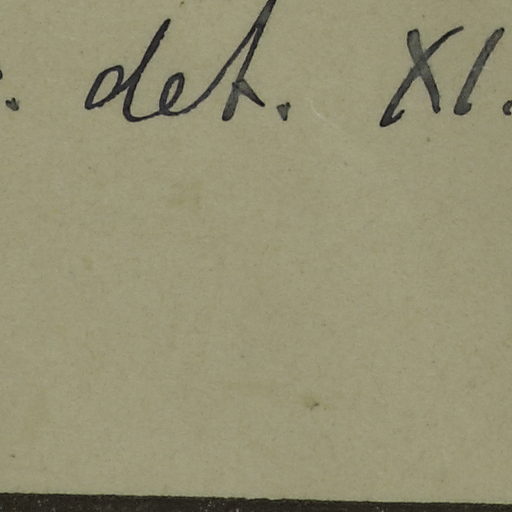 . det. XI.